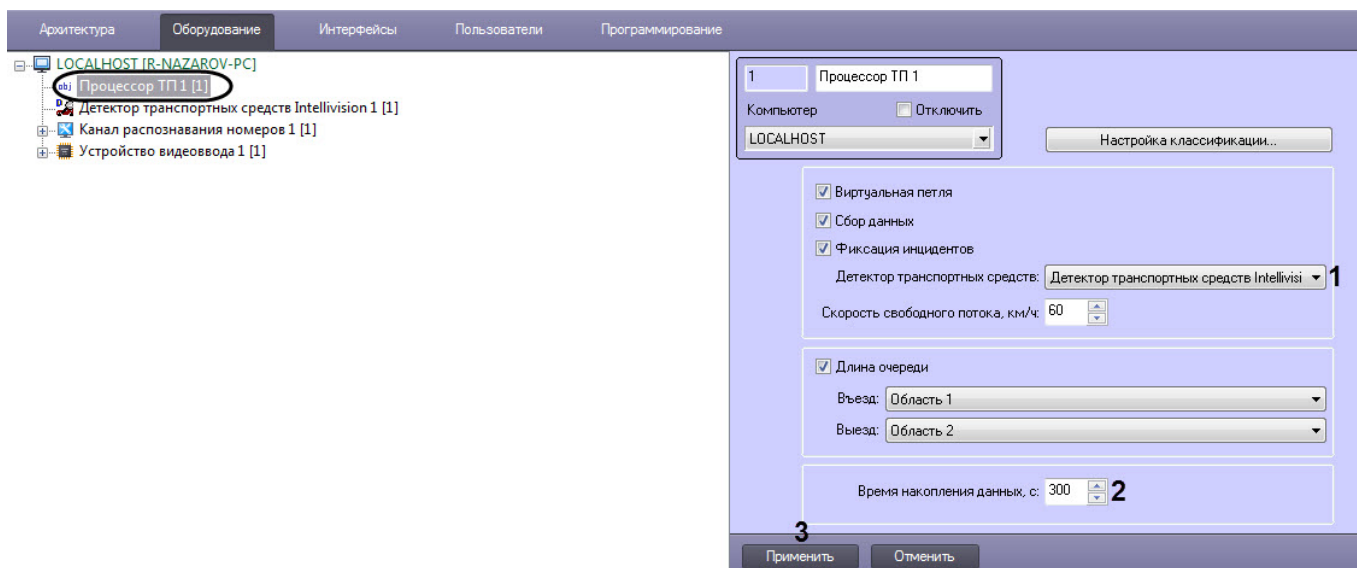 Архитектура Оборудование Интерфейсы Пользователи Программирование
LOCALHOST [R-NAZAROV-PC]
obj Процессор ТП 1 [1]
Детектор транспортных средств Intellivision 1 [1]
Канал распознавания номеров 1 [1]
Устройство видеоввода 1 [1]
1 Процессор ТП 1
Компьютер Отключить
LOCALHOST
Настройка классификации...
Виртуальная петля
Сбор данных
Фиксация инцидентов
Детектор транспортных средств: Детектор транспортных средств Intellivisi 1
Скорость свободного потока, км/ч: 60
Длина очереди
Въезд: Область 1
Выезд: Область 2
Время накопления данных, с: 300 2
3
Применить Отменить